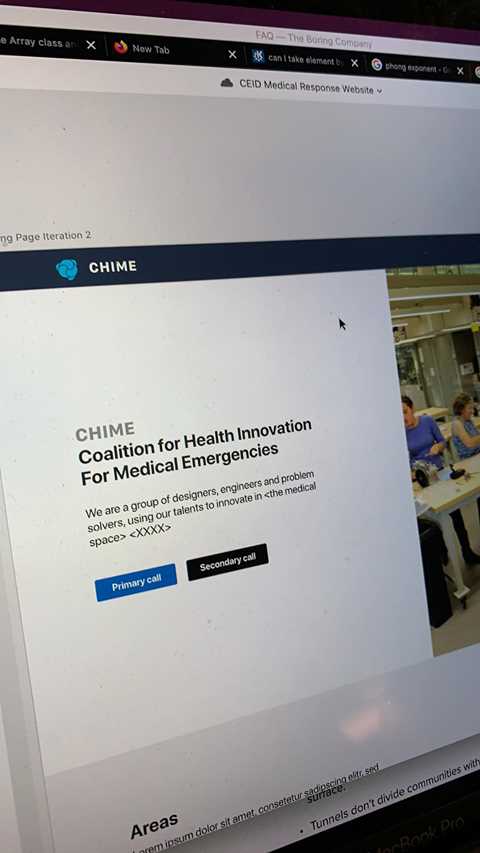 FAQ — The Boring Company
Array class an
New Tab
can I take element b
phong exponent - G
CEID Medical Response Website
ng Page Iteration 2
CHIME
CHIME
Coalition for Health Innovation
For Medical Emergencies
We are a group of designers, engineers and problem
solvers, using our talents to innovate in <the medical
space> <XXXX>
Primary call
Secondary call
Areas
orem ipsum dolor sit amet, consetetur sadipscing elitr, sed
surface.
• Tunnels don't divide communities with
MacBook Pro